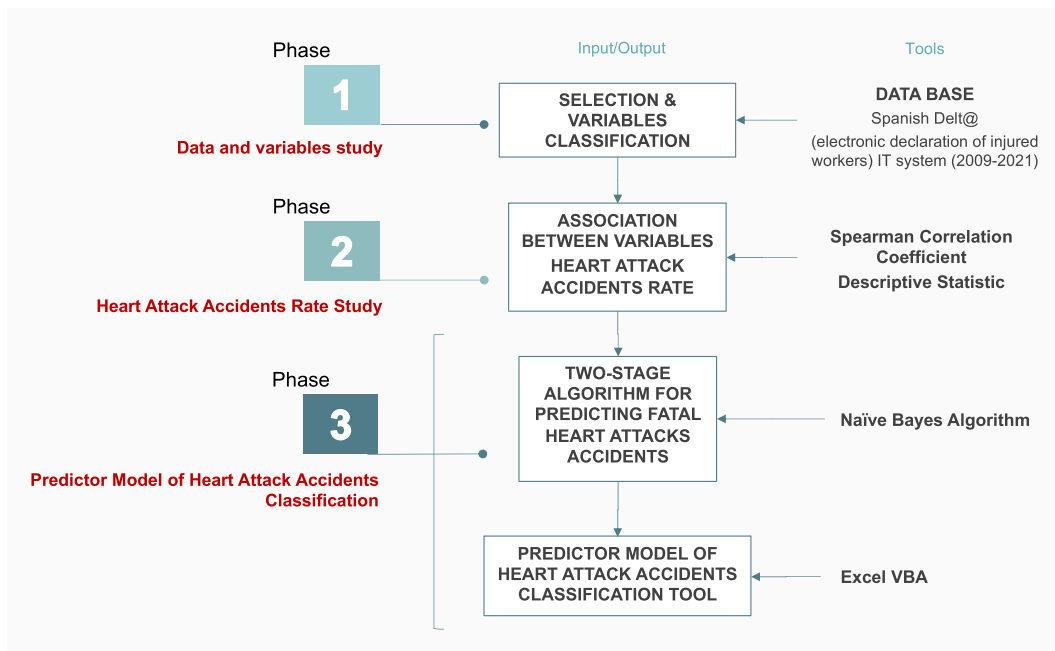 Input/Output
Tools
Phase
1
Data and variables study
SELECTION &
VARIABLES
CLASSIFICATION
DATA BASE
Spanish Delt@
(electronic declaration of injured
workers) IT system (2009-2021)
Phase
2
Heart Attack Accidents Rate Study
ASSOCIATION
BETWEEN VARIABLES
HEART ATTACK
ACCIDENTS RATE
Spearman Correlation
Coefficient
Descriptive Statistic
Phase
3
Predictor Model of Heart Attack Accidents
Classification
TWO-STAGE
ALGORITHM FOR
PREDICTING FATAL
HEART ATTACKS
ACCIDENTS
Naïve Bayes Algorithm
PREDICTOR MODEL OF
HEART ATTACK ACCIDENTS
CLASSIFICATION TOOL
Excel VBA